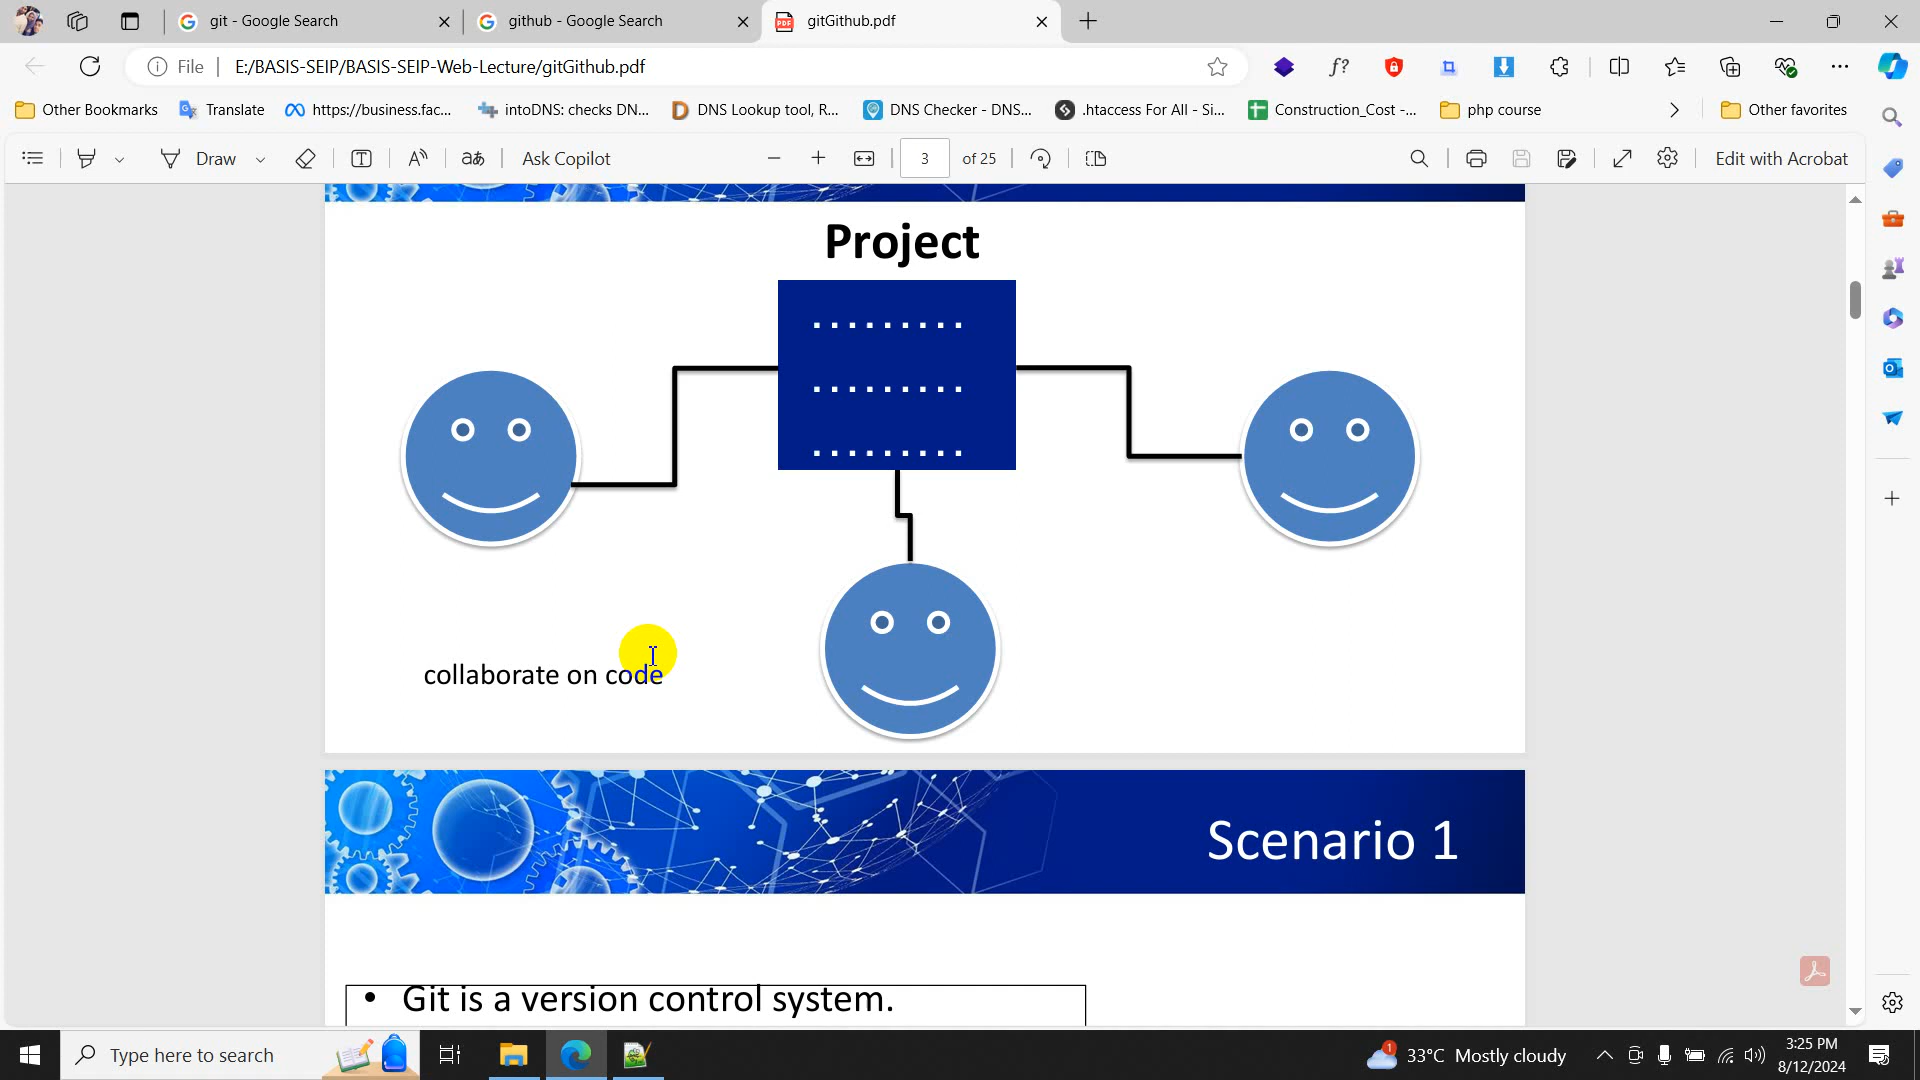 git - Google Search
github - Google Search
gitGithub.pdf
File
E:/BASIS-SEIP/BASIS-SEIP-Web-Lecture/gitGithub.pdf
f?
Other Bookmarks
Translate
https://business.fac...
intoDNS: checks DN...
DNS Lookup tool, R...
DNS Checker - DNS...
.htaccess For All - Si...
Construction_Cost -...
php course
Other favorites
Draw
aあ
Ask Copilot
3
of 25
Edit with Acrobat
Project
.........
.........
.........
collaborate on code
Scenario 1
• Git is a version control system.
Type here to search
1
33°C Mostly cloudy
3:25 PM
8/12/2024